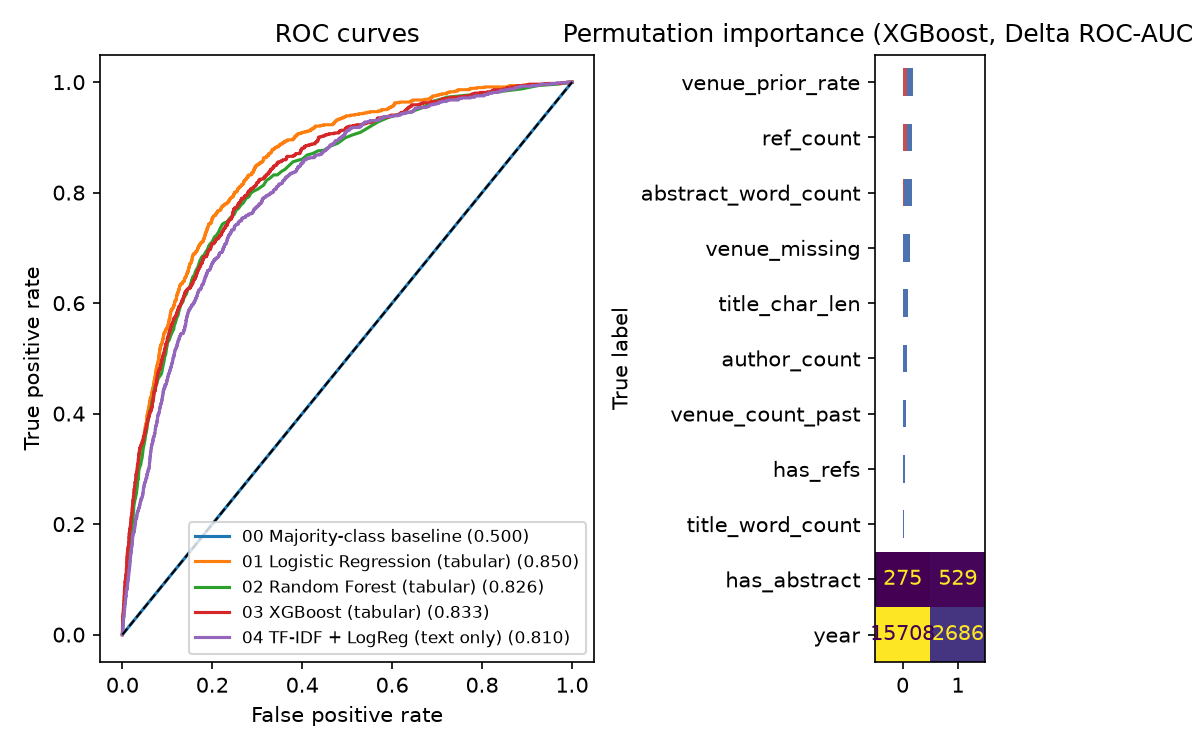 ROC curves
True positive rate
1.0
0.8
0.6
0.4
0.2
0.0
0.0 0.2 0.4 0.6 0.8 1.0
False positive rate
00 Majority-class baseline (0.500)
01 Logistic Regression (tabular) (0.850)
02 Random Forest (tabular) (0.826)
03 XGBoost (tabular) (0.833)
04 TF-IDF + LogReg (text only) (0.810)
Permutation importance (XGBoost, Delta ROC-AUC
True label
venue_prior_rate
ref_count
abstract_word_count
venue_missing
title_char_len
author_count
venue_count_past
has_refs
title_word_count
has_abstract
275 529
year
15708 2686
0 1